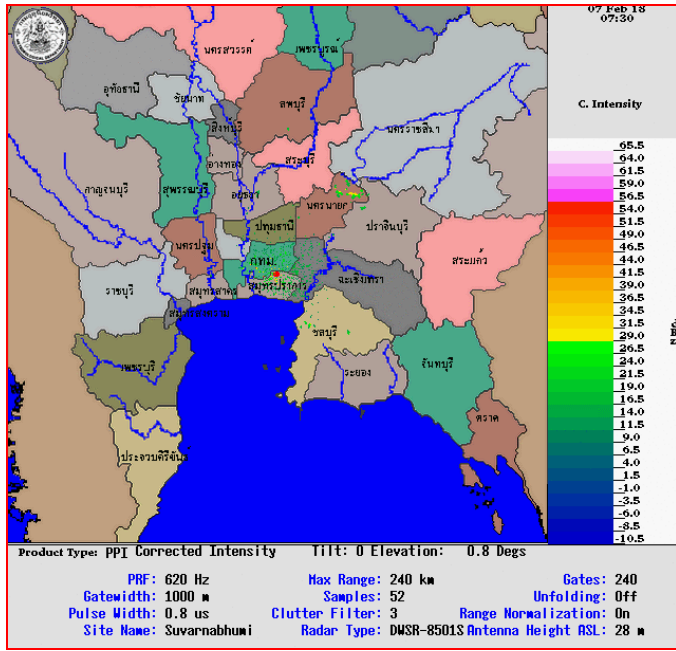 07 Feb 18
07:30
C. Intensity
65.5
64.0
61.5
59.0
56.5
54.0
51.5
49.0
46.5
44.0
41.5
39.0
36.5
34.0
31.5
29.0
26.5
24.0
21.5
19.0
16.5
14.0
11.5
9.0
6.5
4.0
1.5
-1.0
-3.5
-6.0
-8.5
-10.5
นครสวรรค์
เพชรบูรณ์
อุทัยธานี
ชัยนาท
ลพบุรี
สิงห์บุรี
นครราชสีมา
อ่างทอง
สระบุรี
กาญจนบุรี
สุพรรณบุรี
อยุธยา
นครนายก
ปราจีนบุรี
ปทุมธานี
นครปฐม
กทม.
สระแก้ว
ราชบุรี
สมุทรสาคร
สมุทรปราการ
ฉะเชิงเทรา
สมุทรสงคราม
ชลบุรี
เพชรบุรี
ระยอง
จันทบุรี
ตราด
ประจวบคีรีขันธ์
Product Type: PPI Corrected Intensity Tilt: 0 Elevation: 0.8 Degs
PRF: 620 Hz Max Range: 240 km Gates: 240
Gatewidth: 1000 m Samples: 52 Unfolding: Off
Pulse Width: 0.8 us Clutter Filter: 3 Range Normalization: On
Site Name: Suvarnabhumi Radar Type: DWSR-8501S Antenna Height ASL: 28 m